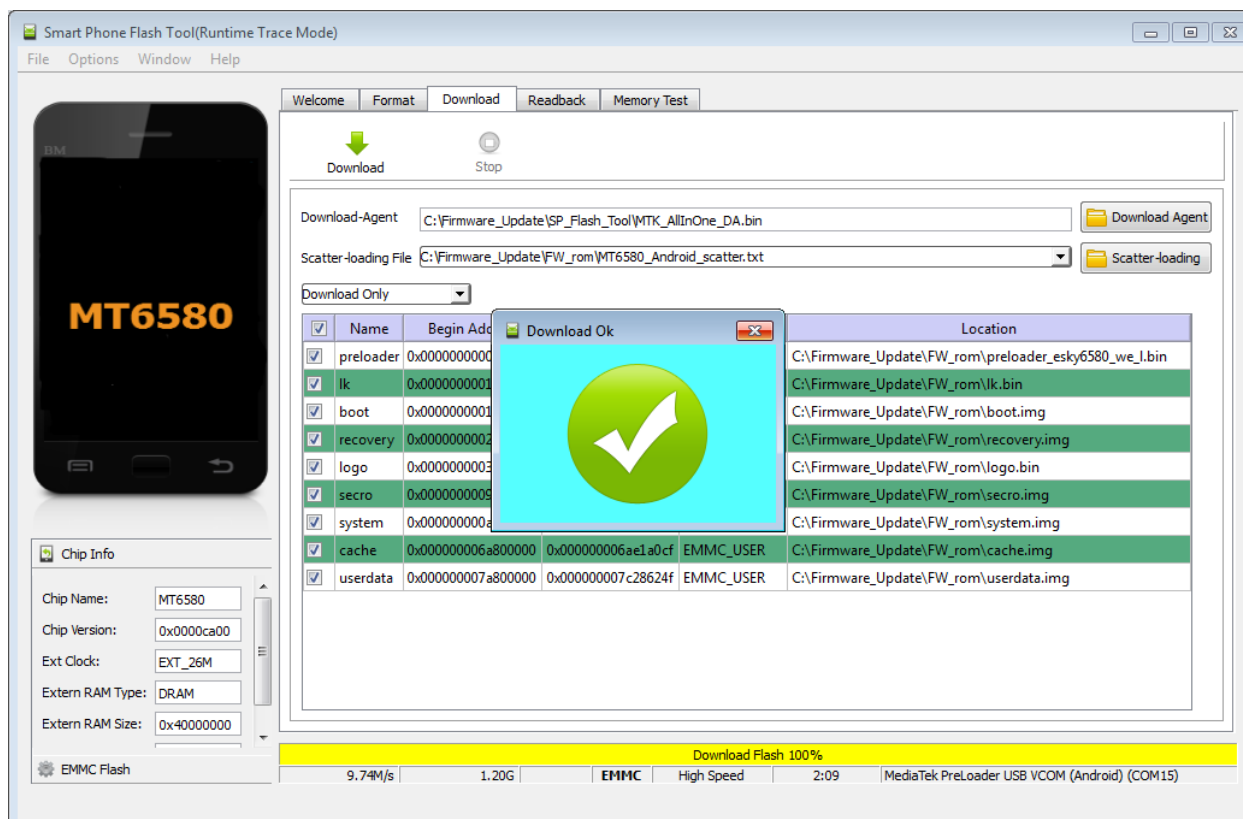 Smart Phone Flash Tool(Runtime Trace Mode)
File Options Window Help
Welcome Format Download Readback Memory Test
BM
Download Stop
Download-Agent C:\Firmware_Update\SP_Flash_Tool\MTK_AllInOne_DA.bin Download Agent
Scatter-loading File C:\Firmware_Update\FW_rom\MT6580_Android_scatter.txt Scatter-loading
Download Only
MT6580
Name Begin Add Download Ok Location
preloader 0x0000000000 C:\Firmware_Update\FW_rom\preloader_esky6580_we_l.bin
lk 0x0000000001 C:\Firmware_Update\FW_rom\lk.bin
boot 0x0000000001 C:\Firmware_Update\FW_rom\boot.img
recovery 0x0000000002 C:\Firmware_Update\FW_rom\recovery.img
logo 0x0000000003 C:\Firmware_Update\FW_rom\logo.bin
secro 0x0000000009 C:\Firmware_Update\FW_rom\secro.img
system 0x000000000a C:\Firmware_Update\FW_rom\system.img
cache 0x000000006a800000 0x000000006ae1a0cf EMMC_USER C:\Firmware_Update\FW_rom\cache.img
userdata 0x000000007a800000 0x000000007c28624f EMMC_USER C:\Firmware_Update\FW_rom\userdata.img
Chip Info
Chip Name: MT6580
Chip Version: 0x0000ca00
Ext Clock: EXT_26M
Extern RAM Type: DRAM
Extern RAM Size: 0x40000000
EMMC Flash
Download Flash 100%
9.74M/s 1.20G EMMC High Speed 2:09 MediaTek PreLoader USB VCOM (Android) (COM15)